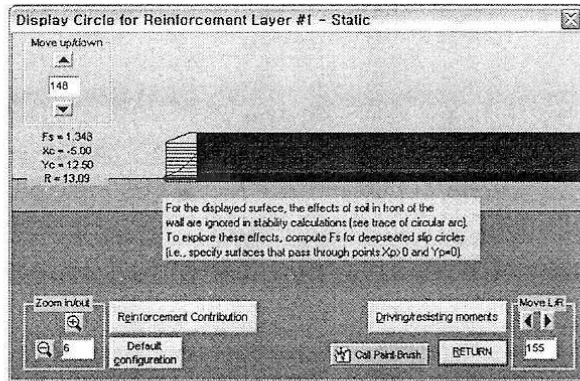 Display Circle for Reinforcement Layer #1 - Static
Move up/down
148
Fs = 1.348
Xc = -5.00
Yc = 12.50
R = 13.09
For the displayed surface, the effects of soil in front of the
wall are ignored in stability calculations (see trace of circular arc).
To explore these effects, compute Fs for deepseated slip circles
(i.e., specify surfaces that pass through points Xp>0 and Yp=0).
Zoom in/out
6
Reinforcement Contribution
Default
configuration
Driving/resisting moments
Call Paint-Brush
RETURN
Move L/R
155